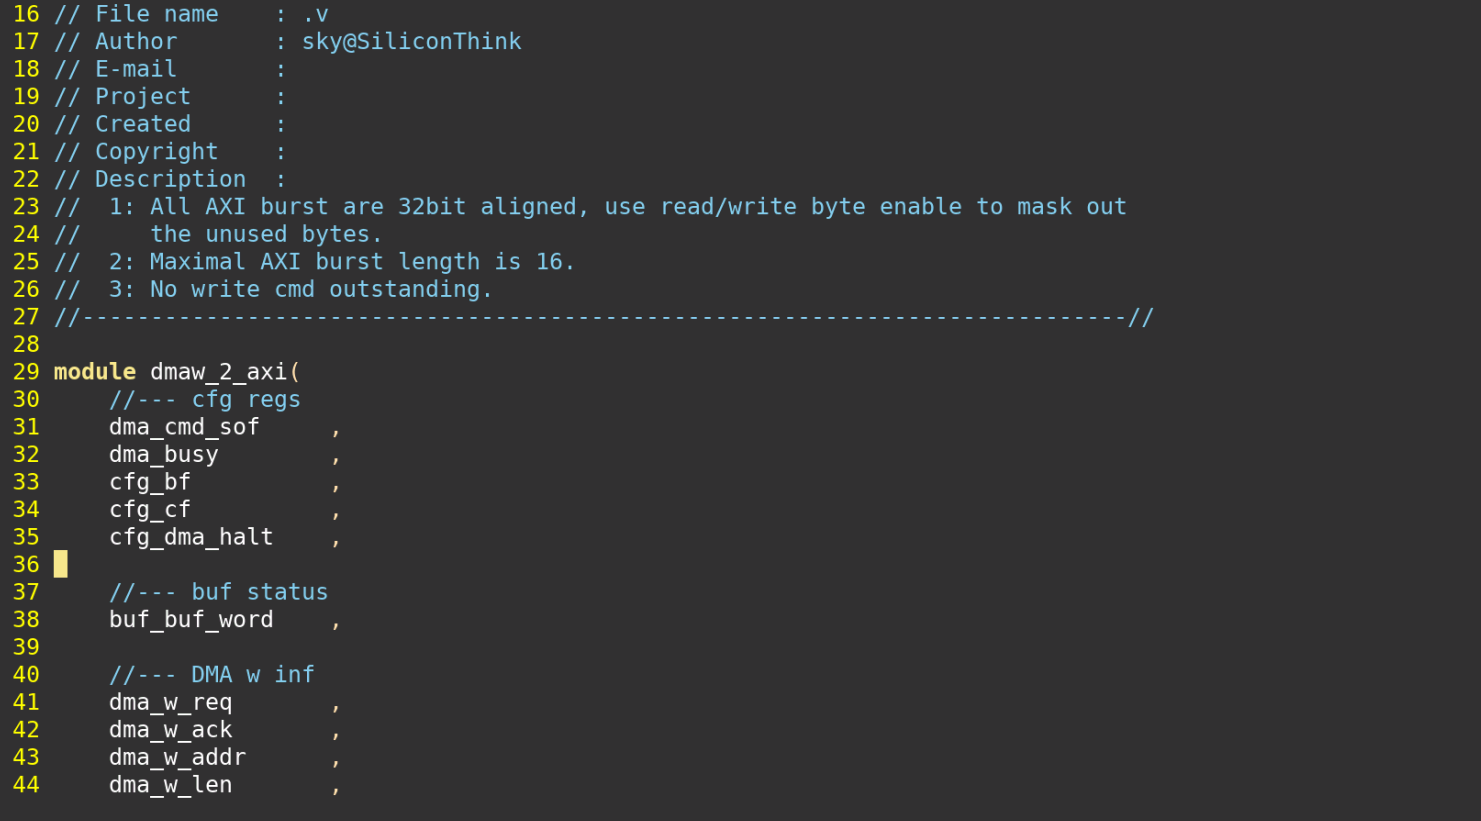 16 // File name    : .v
17 // Author       : sky@SiliconThink
18 // E-mail       :
19 // Project      :
20 // Created      :
21 // Copyright    :
22 // Description  :
23 //  1: All AXI burst are 32bit aligned, use read/write byte enable to mask out
24 //     the unused bytes.
25 //  2: Maximal AXI burst length is 16.
26 //  3: No write cmd outstanding.
27 //----------------------------------------------------------------------------//
28
29 module dmaw_2_axi(
30     //--- cfg regs
31     dma_cmd_sof     ,
32     dma_busy        ,
33     cfg_bf          ,
34     cfg_cf          ,
35     cfg_dma_halt    ,
36
37     //--- buf status
38     buf_buf_word    ,
39
40     //--- DMA w inf
41     dma_w_req       ,
42     dma_w_ack       ,
43     dma_w_addr      ,
44     dma_w_len       ,